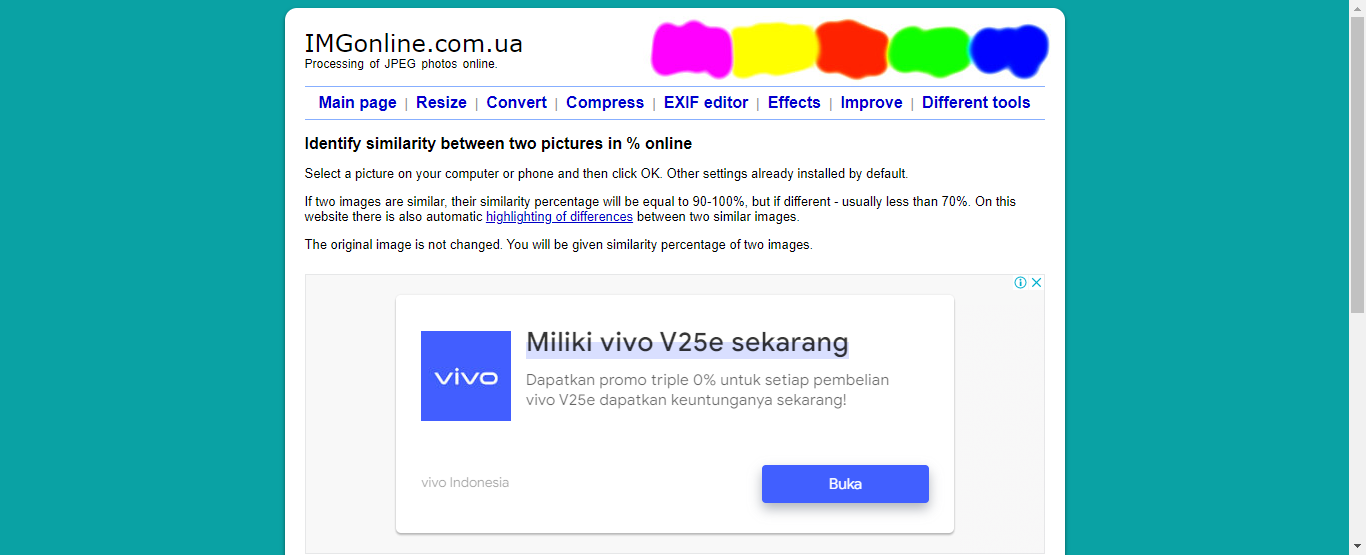 IMGonline.com.ua
Processing of JPEG photos online.
Main page | Resize | Convert | Compress | EXIF editor | Effects | Improve | Different tools
Identify similarity between two pictures in % online
Select a picture on your computer or phone and then click OK. Other settings already installed by default.
If two images are similar, their similarity percentage will be equal to 90-100%, but if different - usually less than 70%. On this
website there is also automatic highlighting of differences between two similar images.
The original image is not changed. You will be given similarity percentage of two images.
vivo
Miliki vivo V25e sekarang
Dapatkan promo triple 0% untuk setiap pembelian
vivo V25e dapatkan keuntunganya sekarang!
vivo Indonesia
Buka